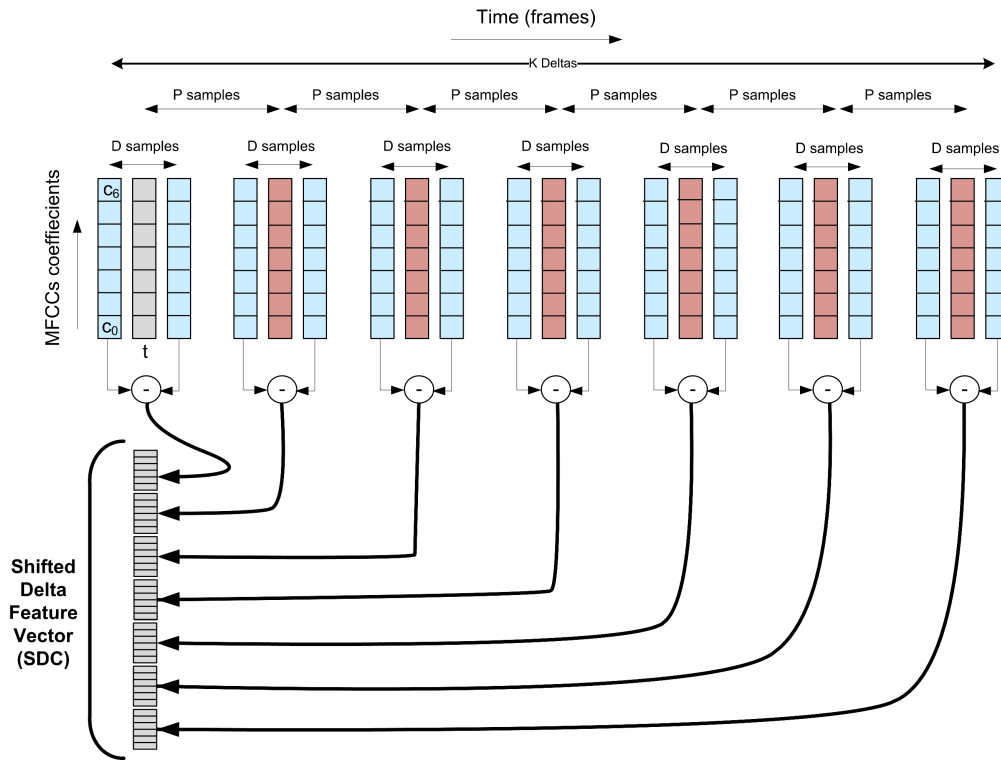 Time (frames)
K Deltas
P samples P samples P samples P samples P samples P samples
D samples D samples D samples D samples D samples D samples D samples
MFCCs coeffiecients
c6
c0
t
- - - - - - -
Shifted
Delta
Feature
Vector
(SDC)